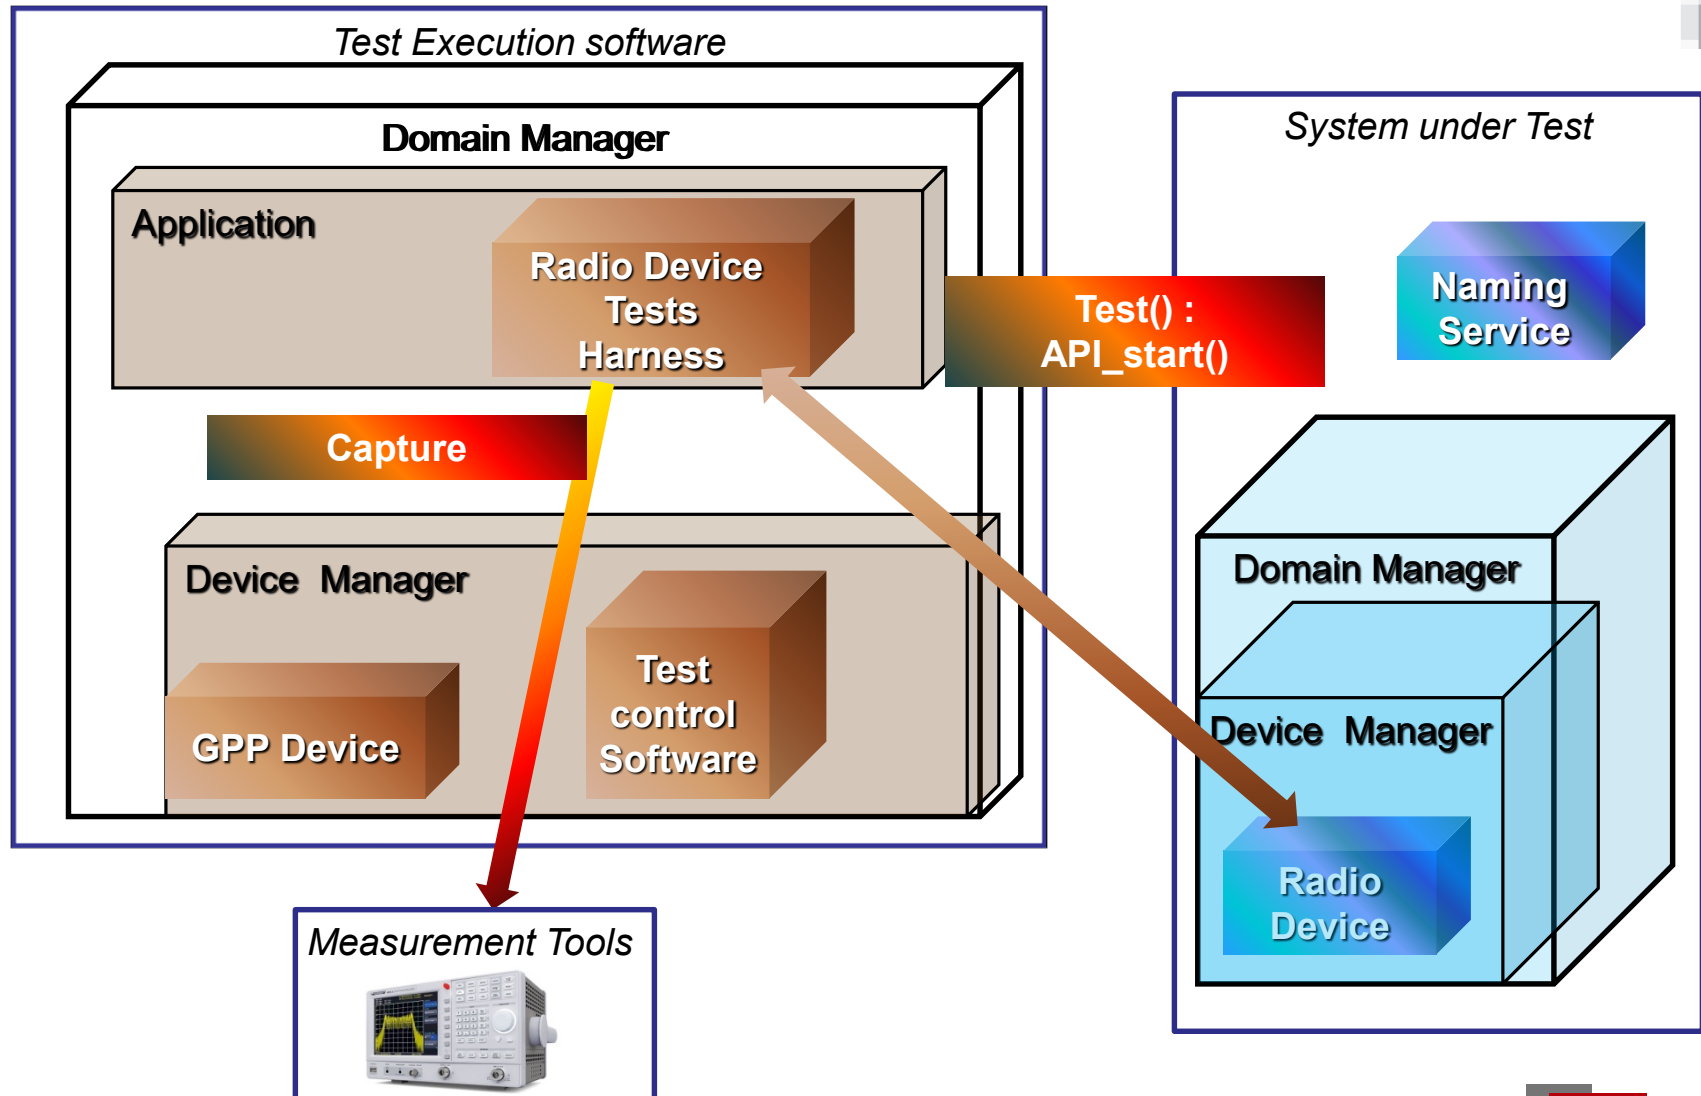 Test Execution software
Domain Manager
Application
Radio Device
Tests
Harness
Capture
Device Manager
GPP Device
Test
control
Software
Test() :
API_start()
System under Test
Naming
Service
Domain Manager
Device Manager
Radio
Device
Measurement Tools